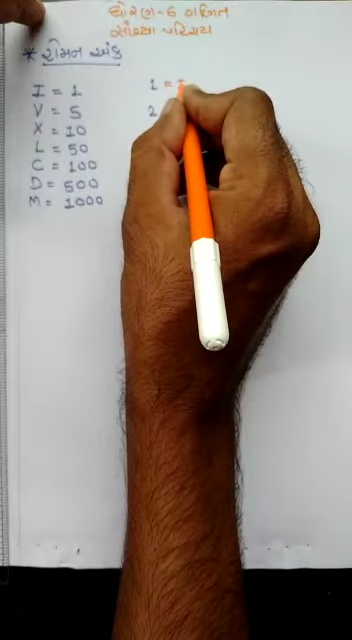 ધોરણ-6 ગણિત
સંખ્યા પરિચય
* રોમન અંક
I = 1
V = 5
X = 10
L = 50
C = 100
D = 500
M = 1000
1 = I
2